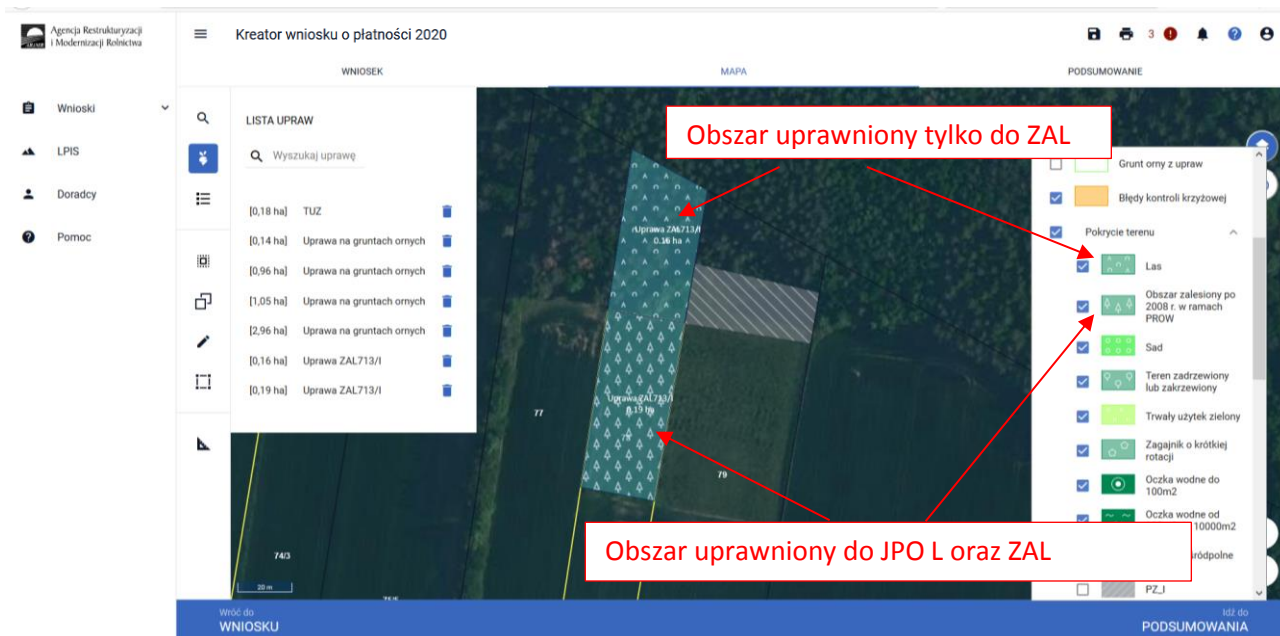 Agencja Restrukturyzacji
i Modernizacji Rolnictwa
Kreator wniosku o płatności 2020
3
WNIOSEK
MAPA
PODSUMOWANIE
Wnioski
LPIS
Doradcy
Pomoc
LISTA UPRAW
Wyszukaj uprawę
[0,18 ha] TUZ
[0,14 ha] Uprawa na gruntach ornych
[0,96 ha] Uprawa na gruntach ornych
[1,05 ha] Uprawa na gruntach ornych
[2,96 ha] Uprawa na gruntach ornych
[0,16 ha] Uprawa ZAL713/I
[0,19 ha] Uprawa ZAL713/I
Obszar uprawniony tylko do ZAL
Uprawa ZAL713/I
0.16 ha
Uprawa ZAL713/I
0.19 ha
77
79
74/3
20 m
Obszar uprawniony do JPO L oraz ZAL
Grunt orny z upraw
Błędy kontroli krzyżowej
Pokrycie terenu
Las
Obszar zalesiony po
2008 r. w ramach
PROW
Sad
Teren zadrzewiony
lub zakrzewiony
Trwały użytek zielony
Zagajnik o krótkiej
rotacji
Oczka wodne do
100m2
Oczka wodne od
10000m2
śródpolne
PZ_I
Wróć do
WNIOSKU
Idź do
PODSUMOWANIA